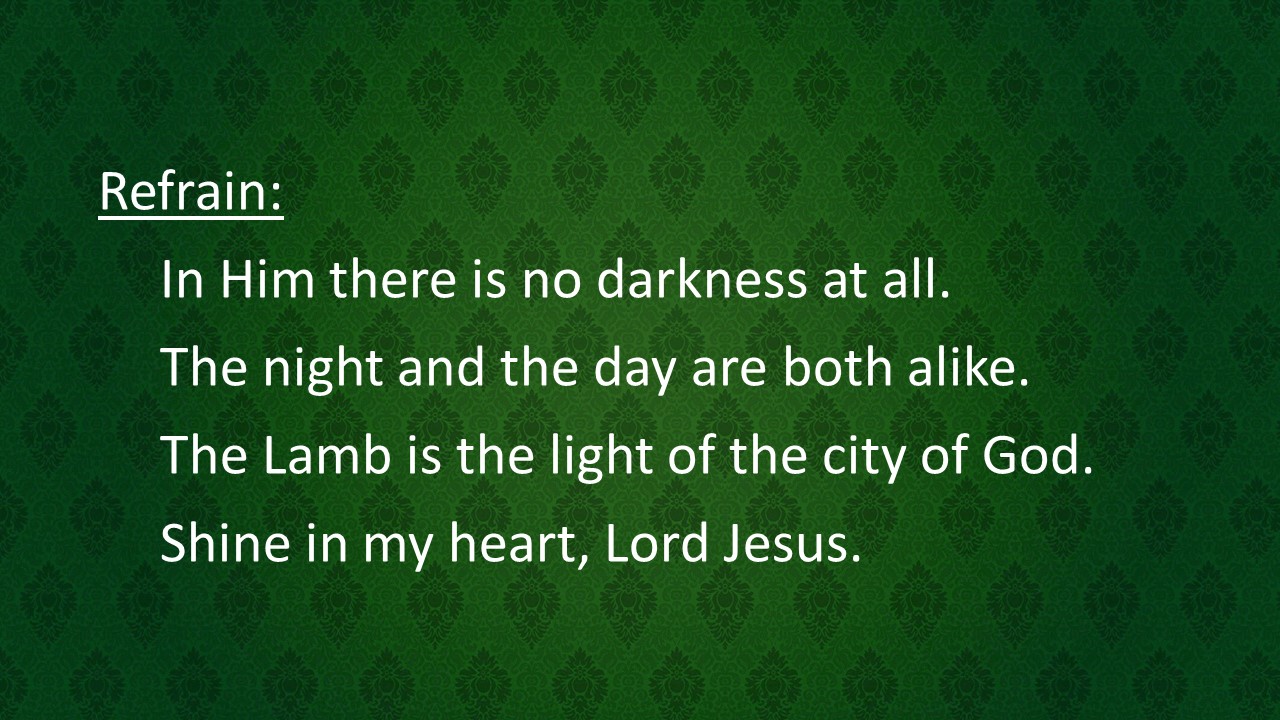 Refrain:
In Him there is no darkness at all.
The night and the day are both alike.
The Lamb is the light of the city of God.
Shine in my heart, Lord Jesus.